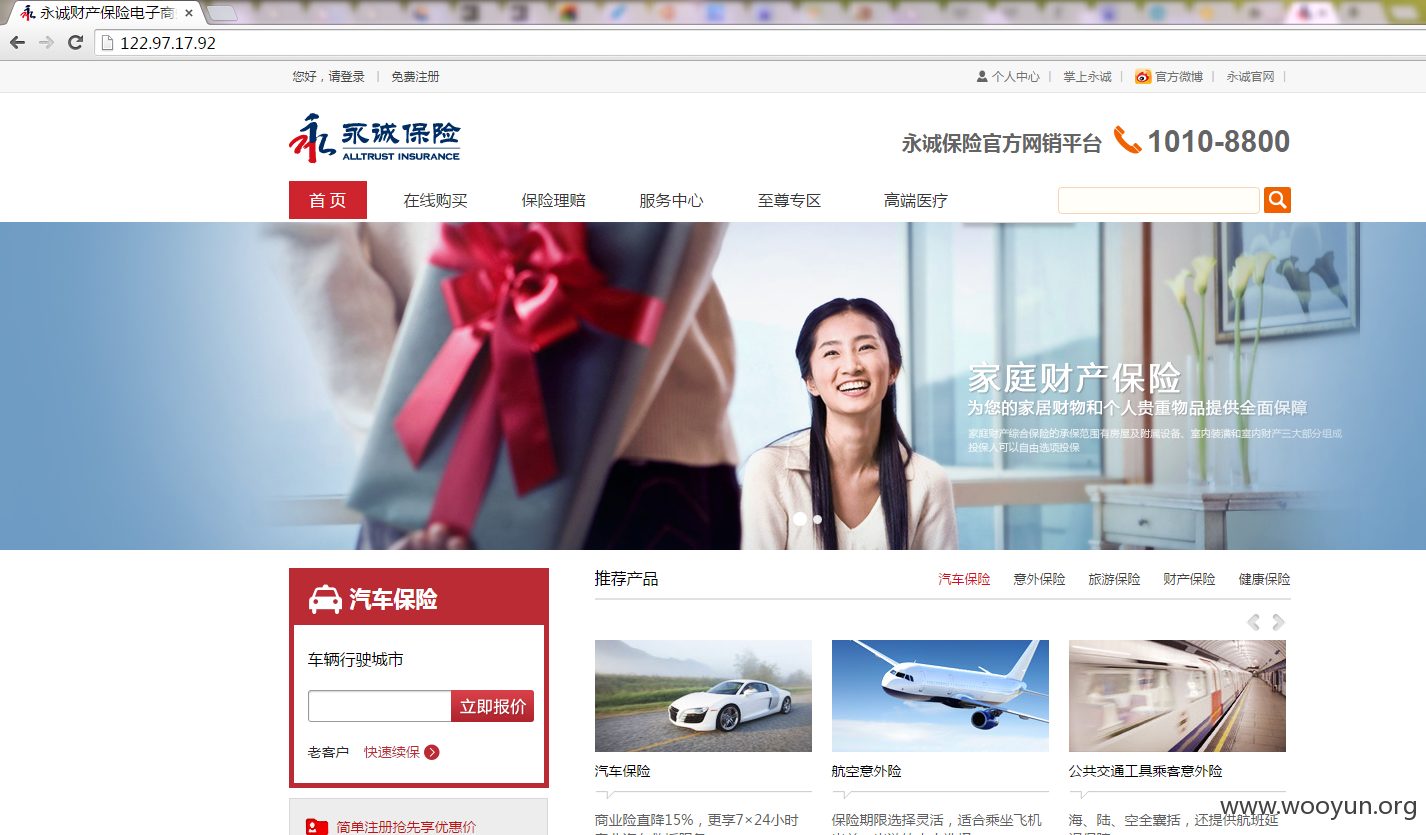 永诚财产保险电子商
122.97.17.92
您好，请登录 | 免费注册
个人中心 | 掌上永诚 | 官方微博 | 永诚官网 |
永诚保险
ALLTRUST INSURANCE
永诚保险官方网销平台 1010-8800
首页 在线购买 保险理赔 服务中心 至尊专区 高端医疗
家庭财产保险
为您的家居财物和个人贵重物品提供全面保障
家庭财产综合保险的承保范围有房屋及附属设备、室内装潢和室内财产三大部分组成
投保人可以自由选项投保
汽车保险
车辆行驶城市
立即报价
老客户 快速续保
简单注册抢先享优惠价
推荐产品
汽车保险 意外保险 旅游保险 财产保险 健康保险
汽车保险
航空意外险
公共交通工具乘客意外险
商业险直降15%，更享7×24小时
保险期限选择灵活，适合乘坐飞机
海、陆、空全囊括，还提供航班延
www.wooyun.org